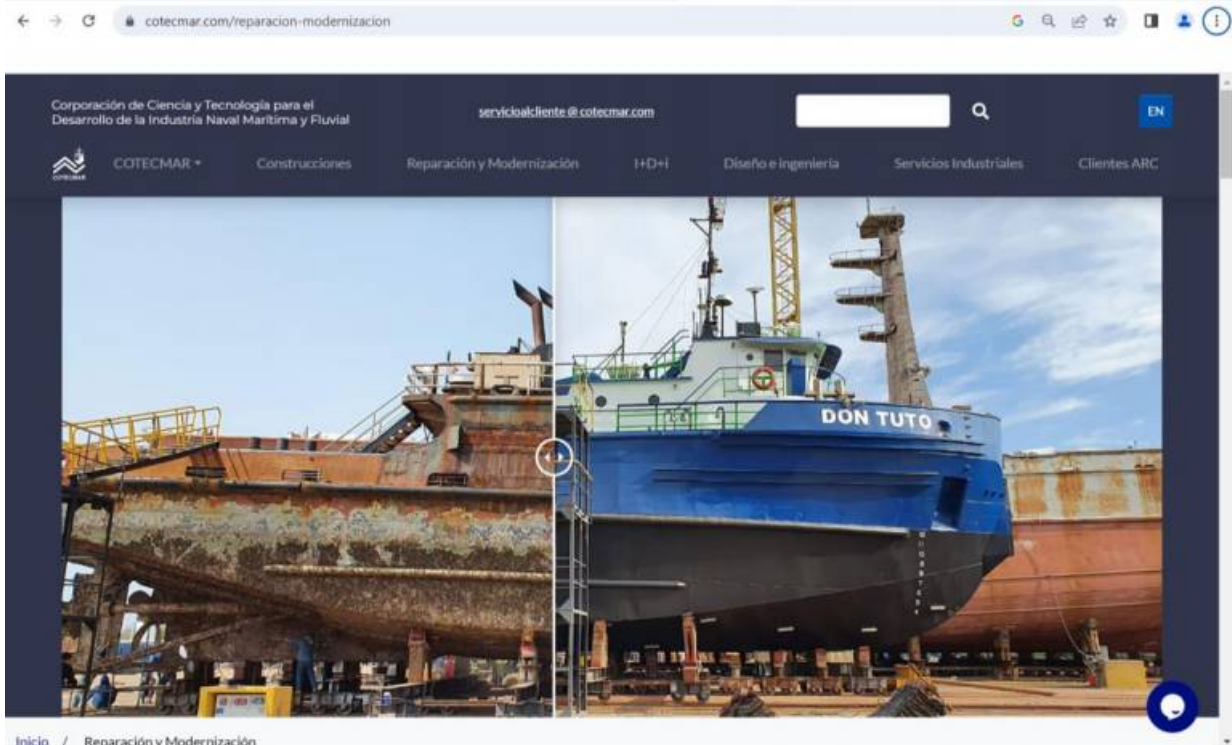 cotecmar.com/reparacion-modernizacion
Corporación de Ciencia y Tecnología para el
Desarrollo de la Industria Naval Marítima y Fluvial
servicioalcliente @ cotecmar.com
EN
COTECMAR
COTECMAR
Construcciones
Reparación y Modernización
I+D+i
Diseño e ingeniería
Servicios Industriales
Clientes ARC
DON TUTO
Inicio / Reparación y Modernización